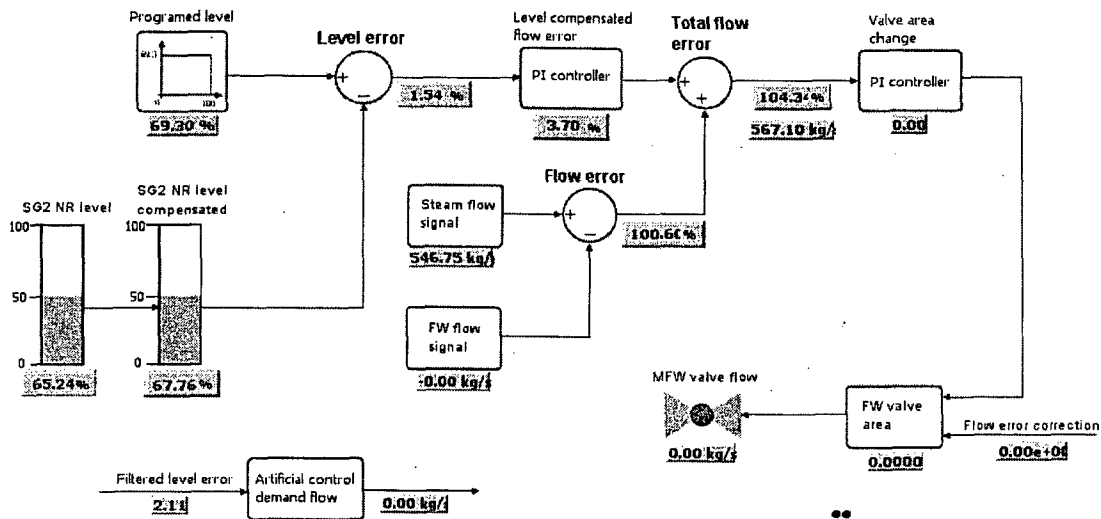 Programed level
69.30 %
Level error
1.54 %
Level compensated
flow error
PI controller
3.70 %
Total flow
error
104.3
567.10 kg/
Valve area
change
PI controller
0.00
SG2 NR level
100
50
0
65.24%
SG2 NR level
compensated
100
50
0
67.76 %
Steam flow
signal
546.75 kg/
Flow error
100.60%
FW flow
signal
-0.00 kg/s
MFW valve flow
0.00 kg/s
FW valve
area
0.0000
Flow error correction
0.00e+00
Filtered level error
2.11
Artificial control
demand flow
0.00 kg/